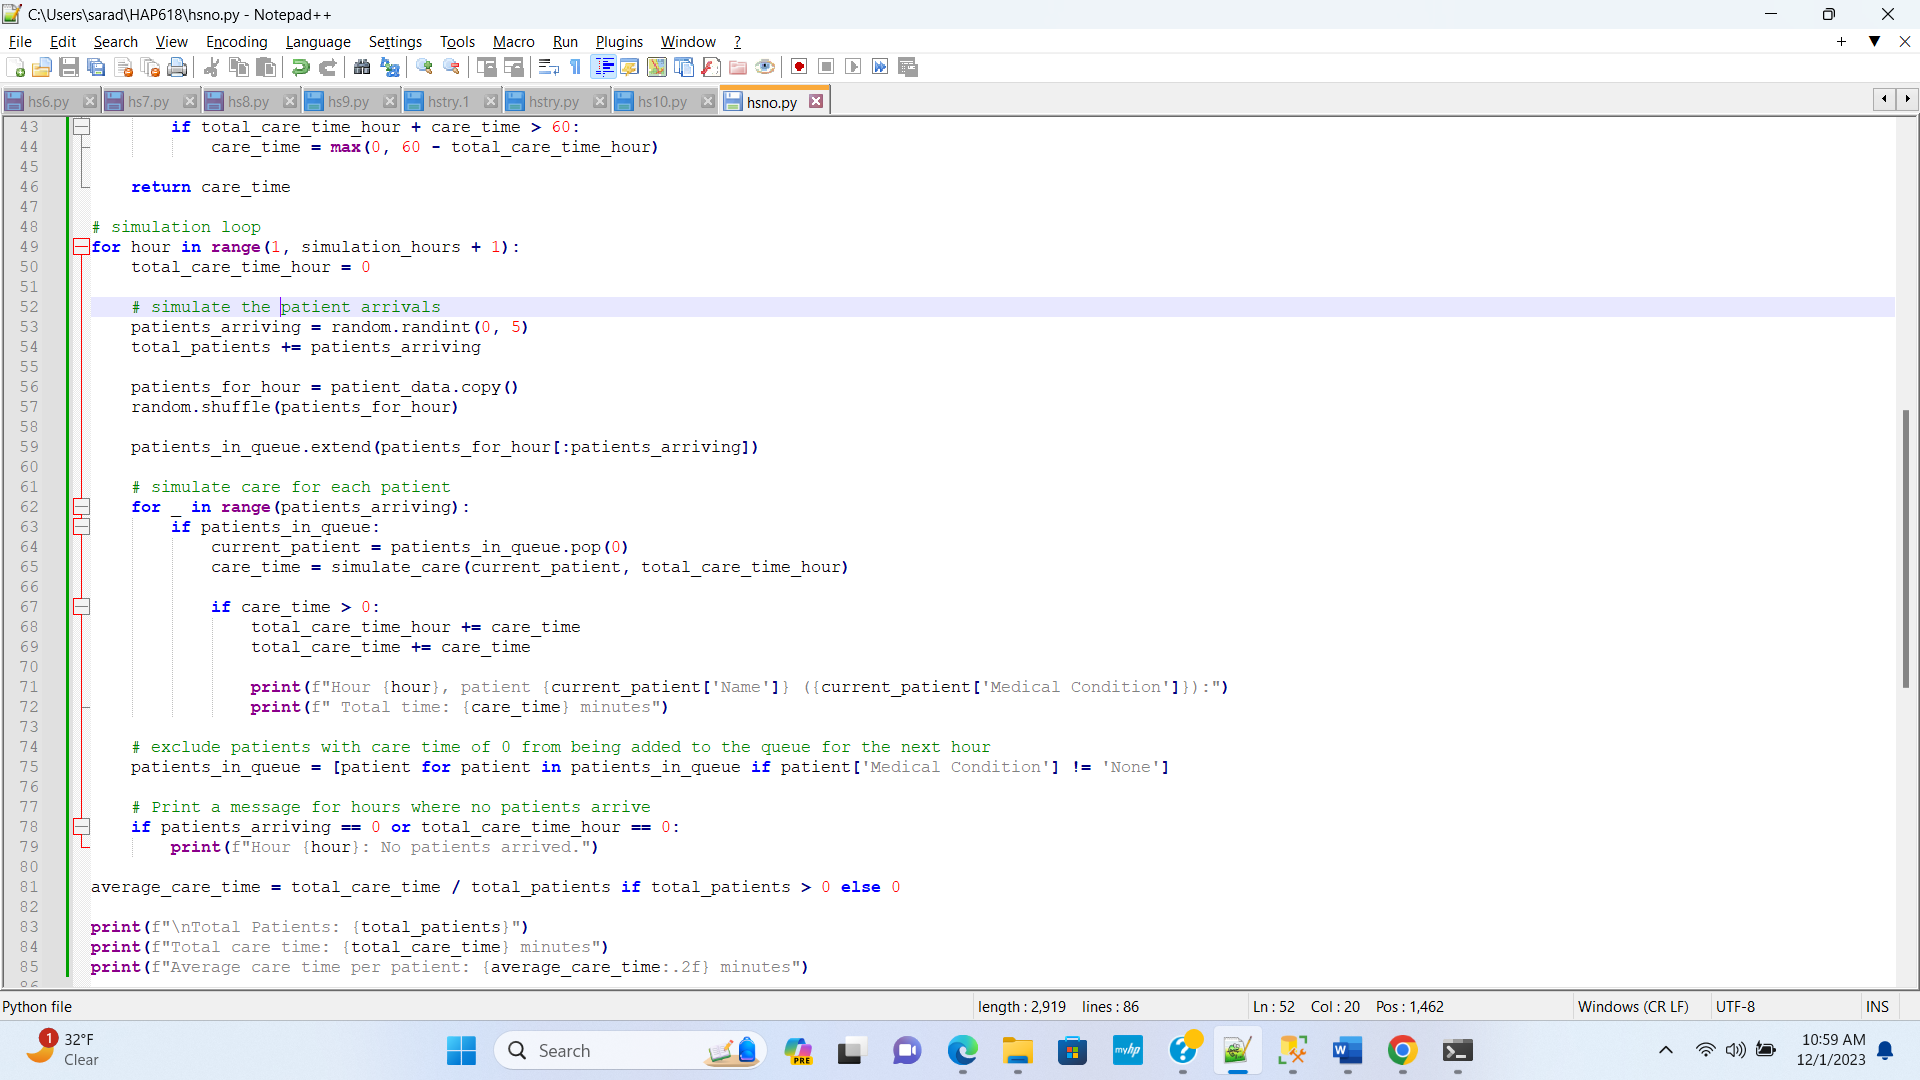 C:\Users\sarad\HAP618\hsno.py - Notepad++
File Edit Search View Encoding Language Settings Tools Macro Run Plugins Window ?
hs6.py hs7.py hs8.py hs9.py hstry.1 hstry.py hs10.py hsno.py
43 if total_care_time_hour + care_time > 60:
44 care_time = max(0, 60 - total_care_time_hour)
45
46 return care_time
47
48 # simulation loop
49 for hour in range(1, simulation_hours + 1):
50 total_care_time_hour = 0
51
52 # simulate the patient arrivals
53 patients_arriving = random.randint(0, 5)
54 total_patients += patients_arriving
55
56 patients_for_hour = patient_data.copy()
57 random.shuffle(patients_for_hour)
58
59 patients_in_queue.extend(patients_for_hour[:patients_arriving])
60
61 # simulate care for each patient
62 for _ in range(patients_arriving):
63 if patients_in_queue:
64 current_patient = patients_in_queue.pop(0)
65 care_time = simulate_care(current_patient, total_care_time_hour)
66
67 if care_time > 0:
68 total_care_time_hour += care_time
69 total_care_time += care_time
70
71 print(f"Hour {hour}, patient {current_patient['Name']} ({current_patient['Medical Condition']}):")
72 print(f" Total time: {care_time} minutes")
73
74 # exclude patients with care time of 0 from being added to the queue for the next hour
75 patients_in_queue = [patient for patient in patients_in_queue if patient['Medical Condition'] != 'None']
76
77 # Print a message for hours where no patients arrive
78 if patients_arriving == 0 or total_care_time_hour == 0:
79 print(f"Hour {hour}: No patients arrived.")
80
81 average_care_time = total_care_time / total_patients if total_patients > 0 else 0
82
83 print(f"\nTotal Patients: {total_patients}")
84 print(f"Total care time: {total_care_time} minutes")
85 print(f"Average care time per patient: {average_care_time:.2f} minutes")
86
Python file length : 2,919 lines : 86 Ln : 52 Col : 20 Pos : 1,462 Windows (CR LF) UTF-8 INS
1 32°F
Clear
Search
PRE
myhp
10:59 AM
12/1/2023